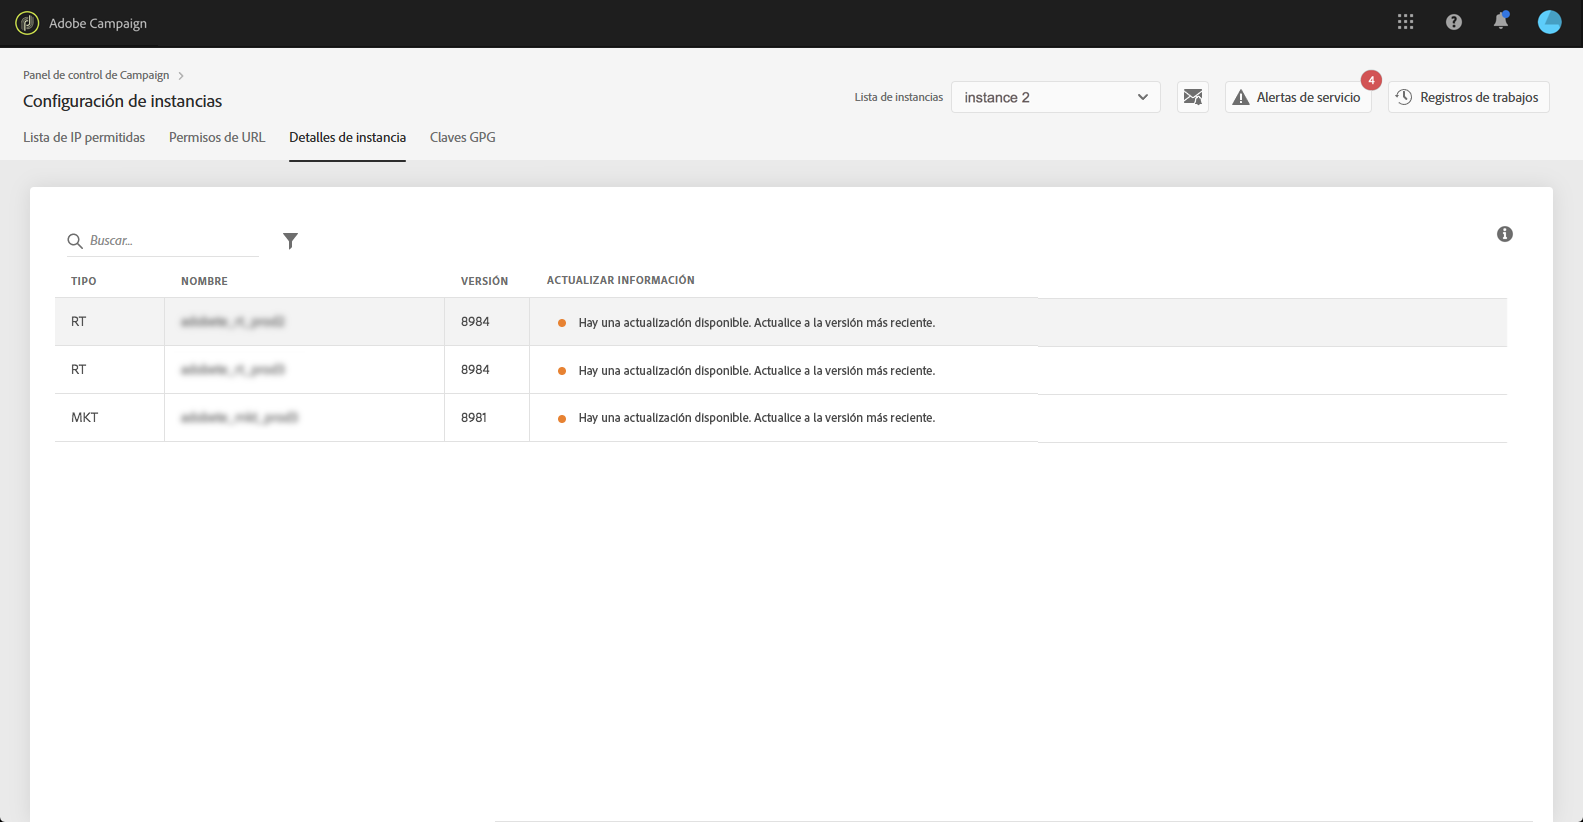 Adobe Campaign
Panel de control de Campaign
Configuración de instancias
Lista de instancias
instance 2
Alertas de servicio
4
Registros de trabajos
Lista de IP permitidas
Permisos de URL
Detalles de instancia
Claves GPG
Buscar...
TIPO NOMBRE VERSIÓN ACTUALIZAR INFORMACIÓN
RT 8984 Hay una actualización disponible. Actualice a la versión más reciente.
RT 8984 Hay una actualización disponible. Actualice a la versión más reciente.
MKT 8981 Hay una actualización disponible. Actualice a la versión más reciente.